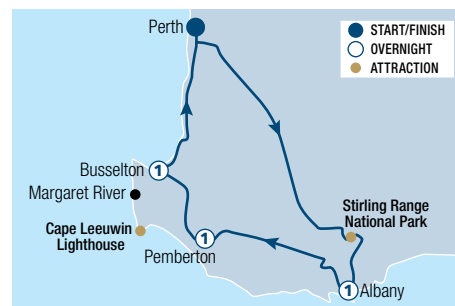 Perth
START/FINISH
1 OVERNIGHT
ATTRACTION
Busselton 1
Margaret River
Cape Leeuwin
Lighthouse
1
Pemberton
Stirling Range
National Park
1 Albany